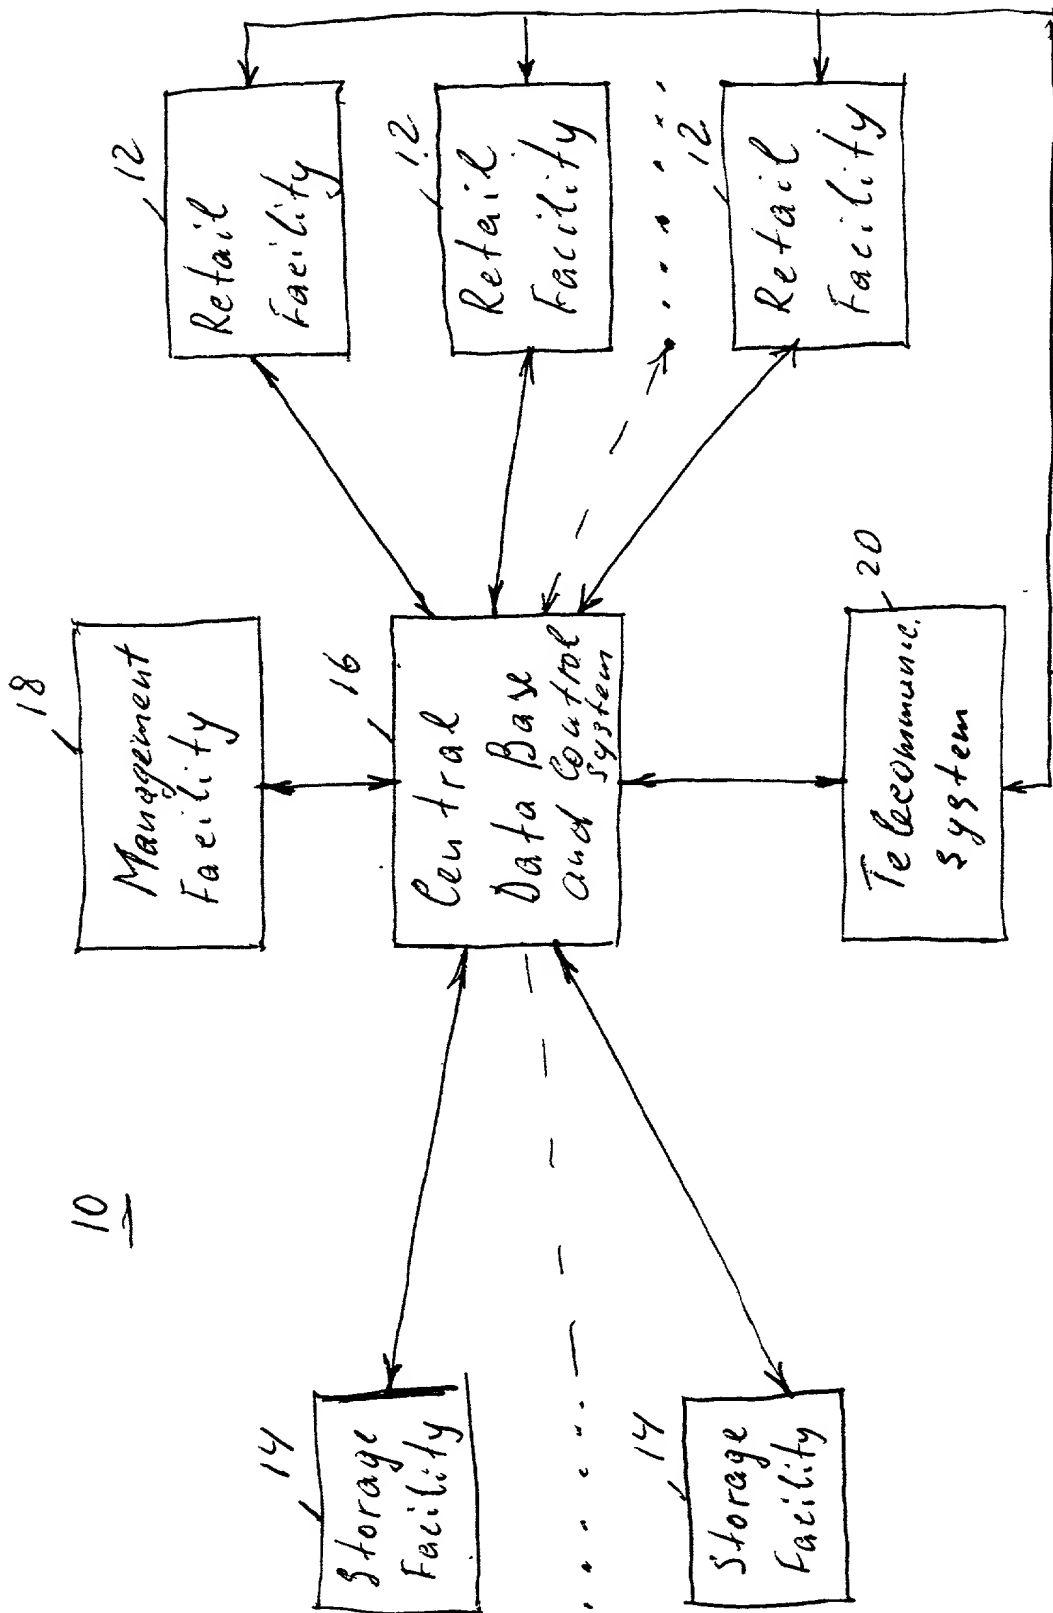 10
18
Management
Facility
14
Storage
Facility
16
Central
Data Base
and Control
System
12
Retail
Facility
12
Retail
Facility
12
Retail
Facility
14
Storage
Facility
20
Telecommunic.
System